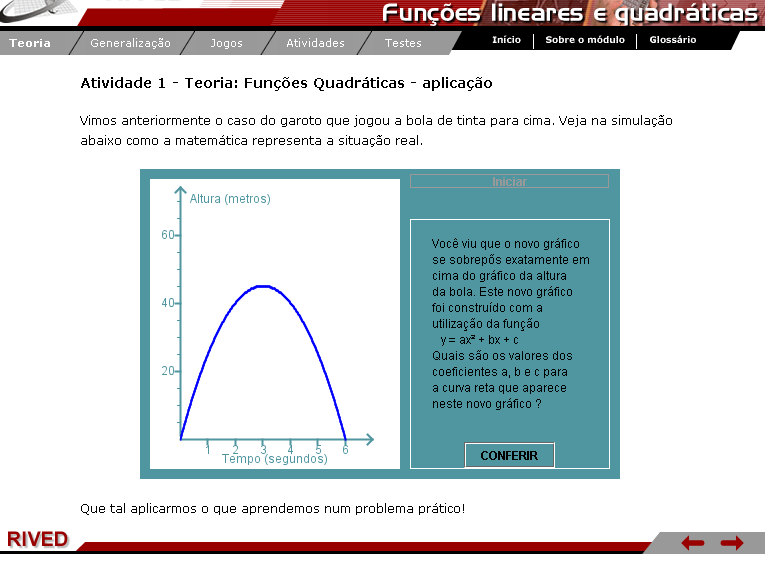 Funções lineares e quadráticas
Teoria Generalização Jogos Atividades Testes Início Sobre o módulo Glossário
Atividade 1 - Teoria: Funções Quadráticas - aplicação
Vimos anteriormente o caso do garoto que jogou a bola de tinta para cima. Veja na simulação
abaixo como a matemática representa a situação real.
Altura (metros)
60
40
20
1 2 3 4 5 6
Tempo (segundos)
Iniciar
Você viu que o novo gráfico
se sobrepôs exatamente em
cima do gráfico da altura
da bola. Este novo gráfico
foi construído com a
utilização da função
y = ax² + bx + c
Quais são os valores dos
coeficientes a, b e c para
a curva reta que aparece
neste novo gráfico ?
CONFERIR
Que tal aplicarmos o que aprendemos num problema prático!
RIVED